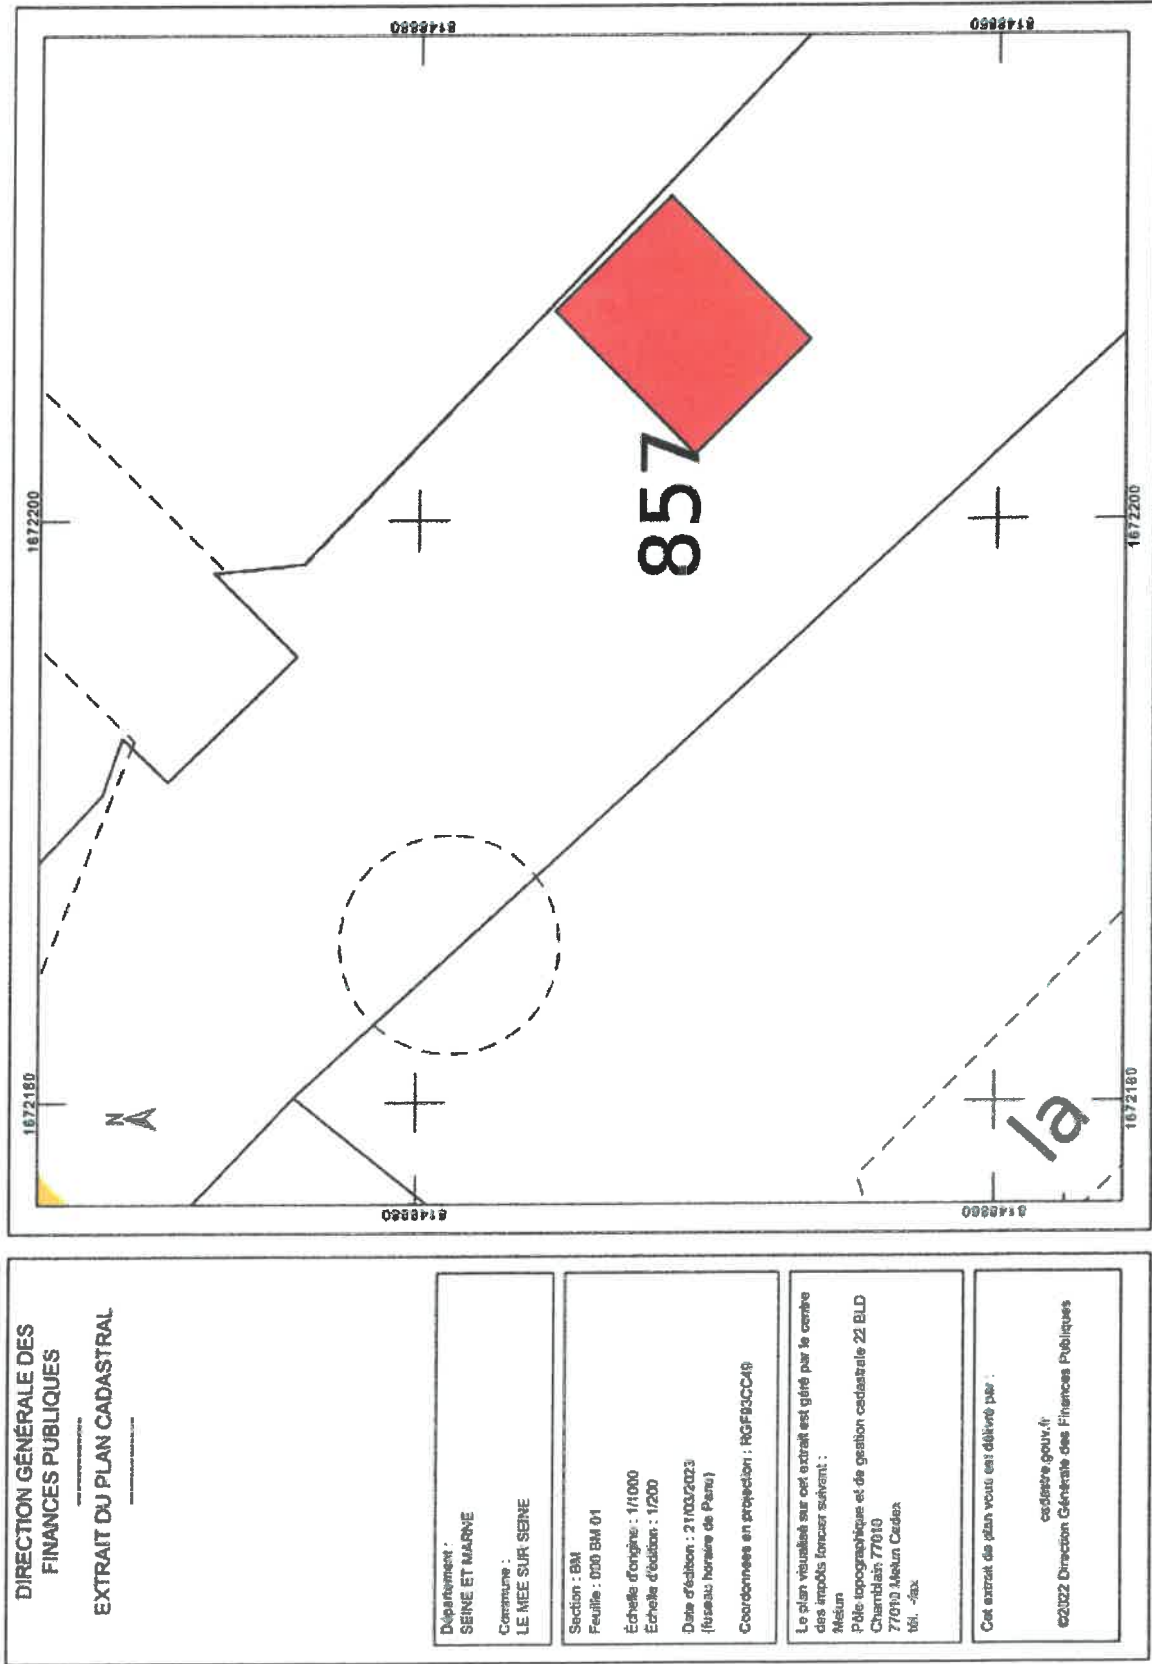 DIRECTION GÉNÉRALE DES
FINANCES PUBLIQUES
EXTRAIT DU PLAN CADASTRAL
Département :
SEINE ET MARNE
Commune :
LE MEE SUR SEINE
Section : BM
Feuille : 000 BM 01
Échelle d'origine : 1/1000
Échelle d'édition : 1/200
Date d'édition : 21/03/2023
(fuseau horaire de Paris)
Coordonnées en projection : RGF93CC49
Le plan visualisé sur cet extrait est géré par le centre
des impôts foncier suivant :
Melun
Pôle topographique et de gestion cadastrale 22 BLD
Chamblain 77010
77010 Melun Cedex
tél. -fax
Cet extrait de plan vous est délivré par :
cadastre.gouv.fr
©2022 Direction Générale des Finances Publiques
1672180
1672200
N
857
la
1672180
1672200